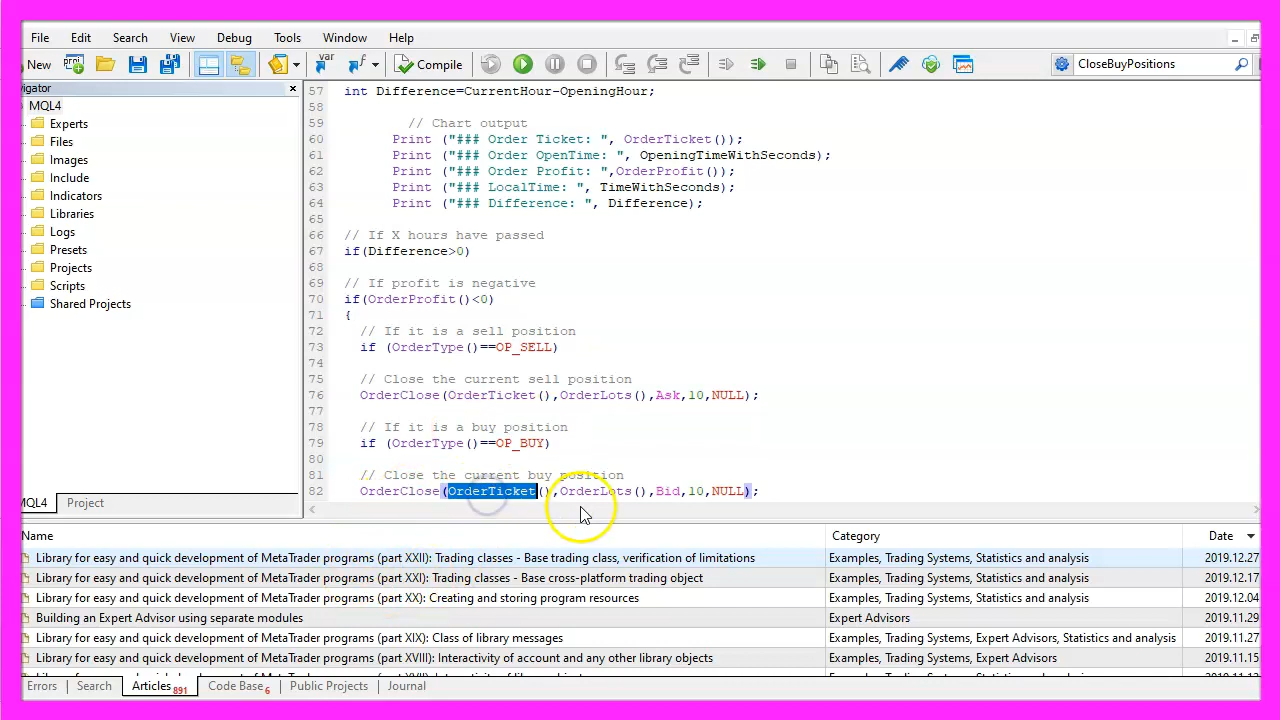 File Edit Search View Debug Tools Window Help
New Compile CloseBuyPositions
MQL4
Experts
Files
Images
Include
Indicators
Libraries
Logs
Presets
Projects
Scripts
Shared Projects
Project
57 int Difference=CurrentHour-OpeningHour;
58
59 // Chart output
60 Print ("### Order Ticket: ", OrderTicket());
61 Print ("### Order OpenTime: ", OpeningTimeWithSeconds);
62 Print ("### Order Profit: ",OrderProfit());
63 Print ("### LocalTime: ", TimeWithSeconds);
64 Print ("### Difference: ", Difference);
65
66 // If X hours have passed
67 if(Difference>0)
68
69 // If profit is negative
70 if(OrderProfit()<0)
71 {
72 // If it is a sell position
73 if (OrderType()==OP_SELL)
74
75 // Close the current sell position
76 OrderClose(OrderTicket(),OrderLots(),Ask,10,NULL);
77
78 // If it is a buy position
79 if (OrderType()==OP_BUY)
80
81 // Close the current buy position
82 OrderClose(OrderTicket(),OrderLots(),Bid,10,NULL);
Name Category Date
Library for easy and quick development of MetaTrader programs (part XXII): Trading classes - Base trading class, verification of limitations Examples, Trading Systems, Statistics and analysis 2019.12.27
Library for easy and quick development of MetaTrader programs (part XXI): Trading classes - Base cross-platform trading object Examples, Trading Systems, Statistics and analysis 2019.12.17
Library for easy and quick development of MetaTrader programs (part XX): Creating and storing program resources Examples, Trading Systems, Statistics and analysis 2019.12.04
Building an Expert Advisor using separate modules Expert Advisors 2019.11.29
Library for easy and quick development of MetaTrader programs (part XIX): Class of library messages Examples, Trading Systems, Expert Advisors, Statistics and analysis 2019.11.27
Library for easy and quick development of MetaTrader programs (part XVIII): Interactivity of account and any other library objects Examples, Trading Systems, Expert Advisors 2019.11.15
Errors Search Articles 891 Code Base 6 Public Projects Journal